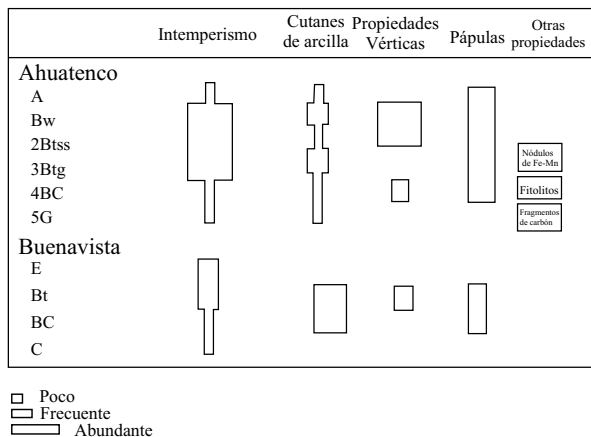 Intemperismo
Cutanes
de arcilla
Propiedades
Vérticas
Pápulas
Otras
propiedades
Ahuatenco
A
Bw
2Btss
3Btg
Nódulos
de Fe-Mn
4BC
Fitolitos
5G
Fragmentos
de carbón
Buenavista
E
Bt
BC
C
Poco
Frecuente
Abundante